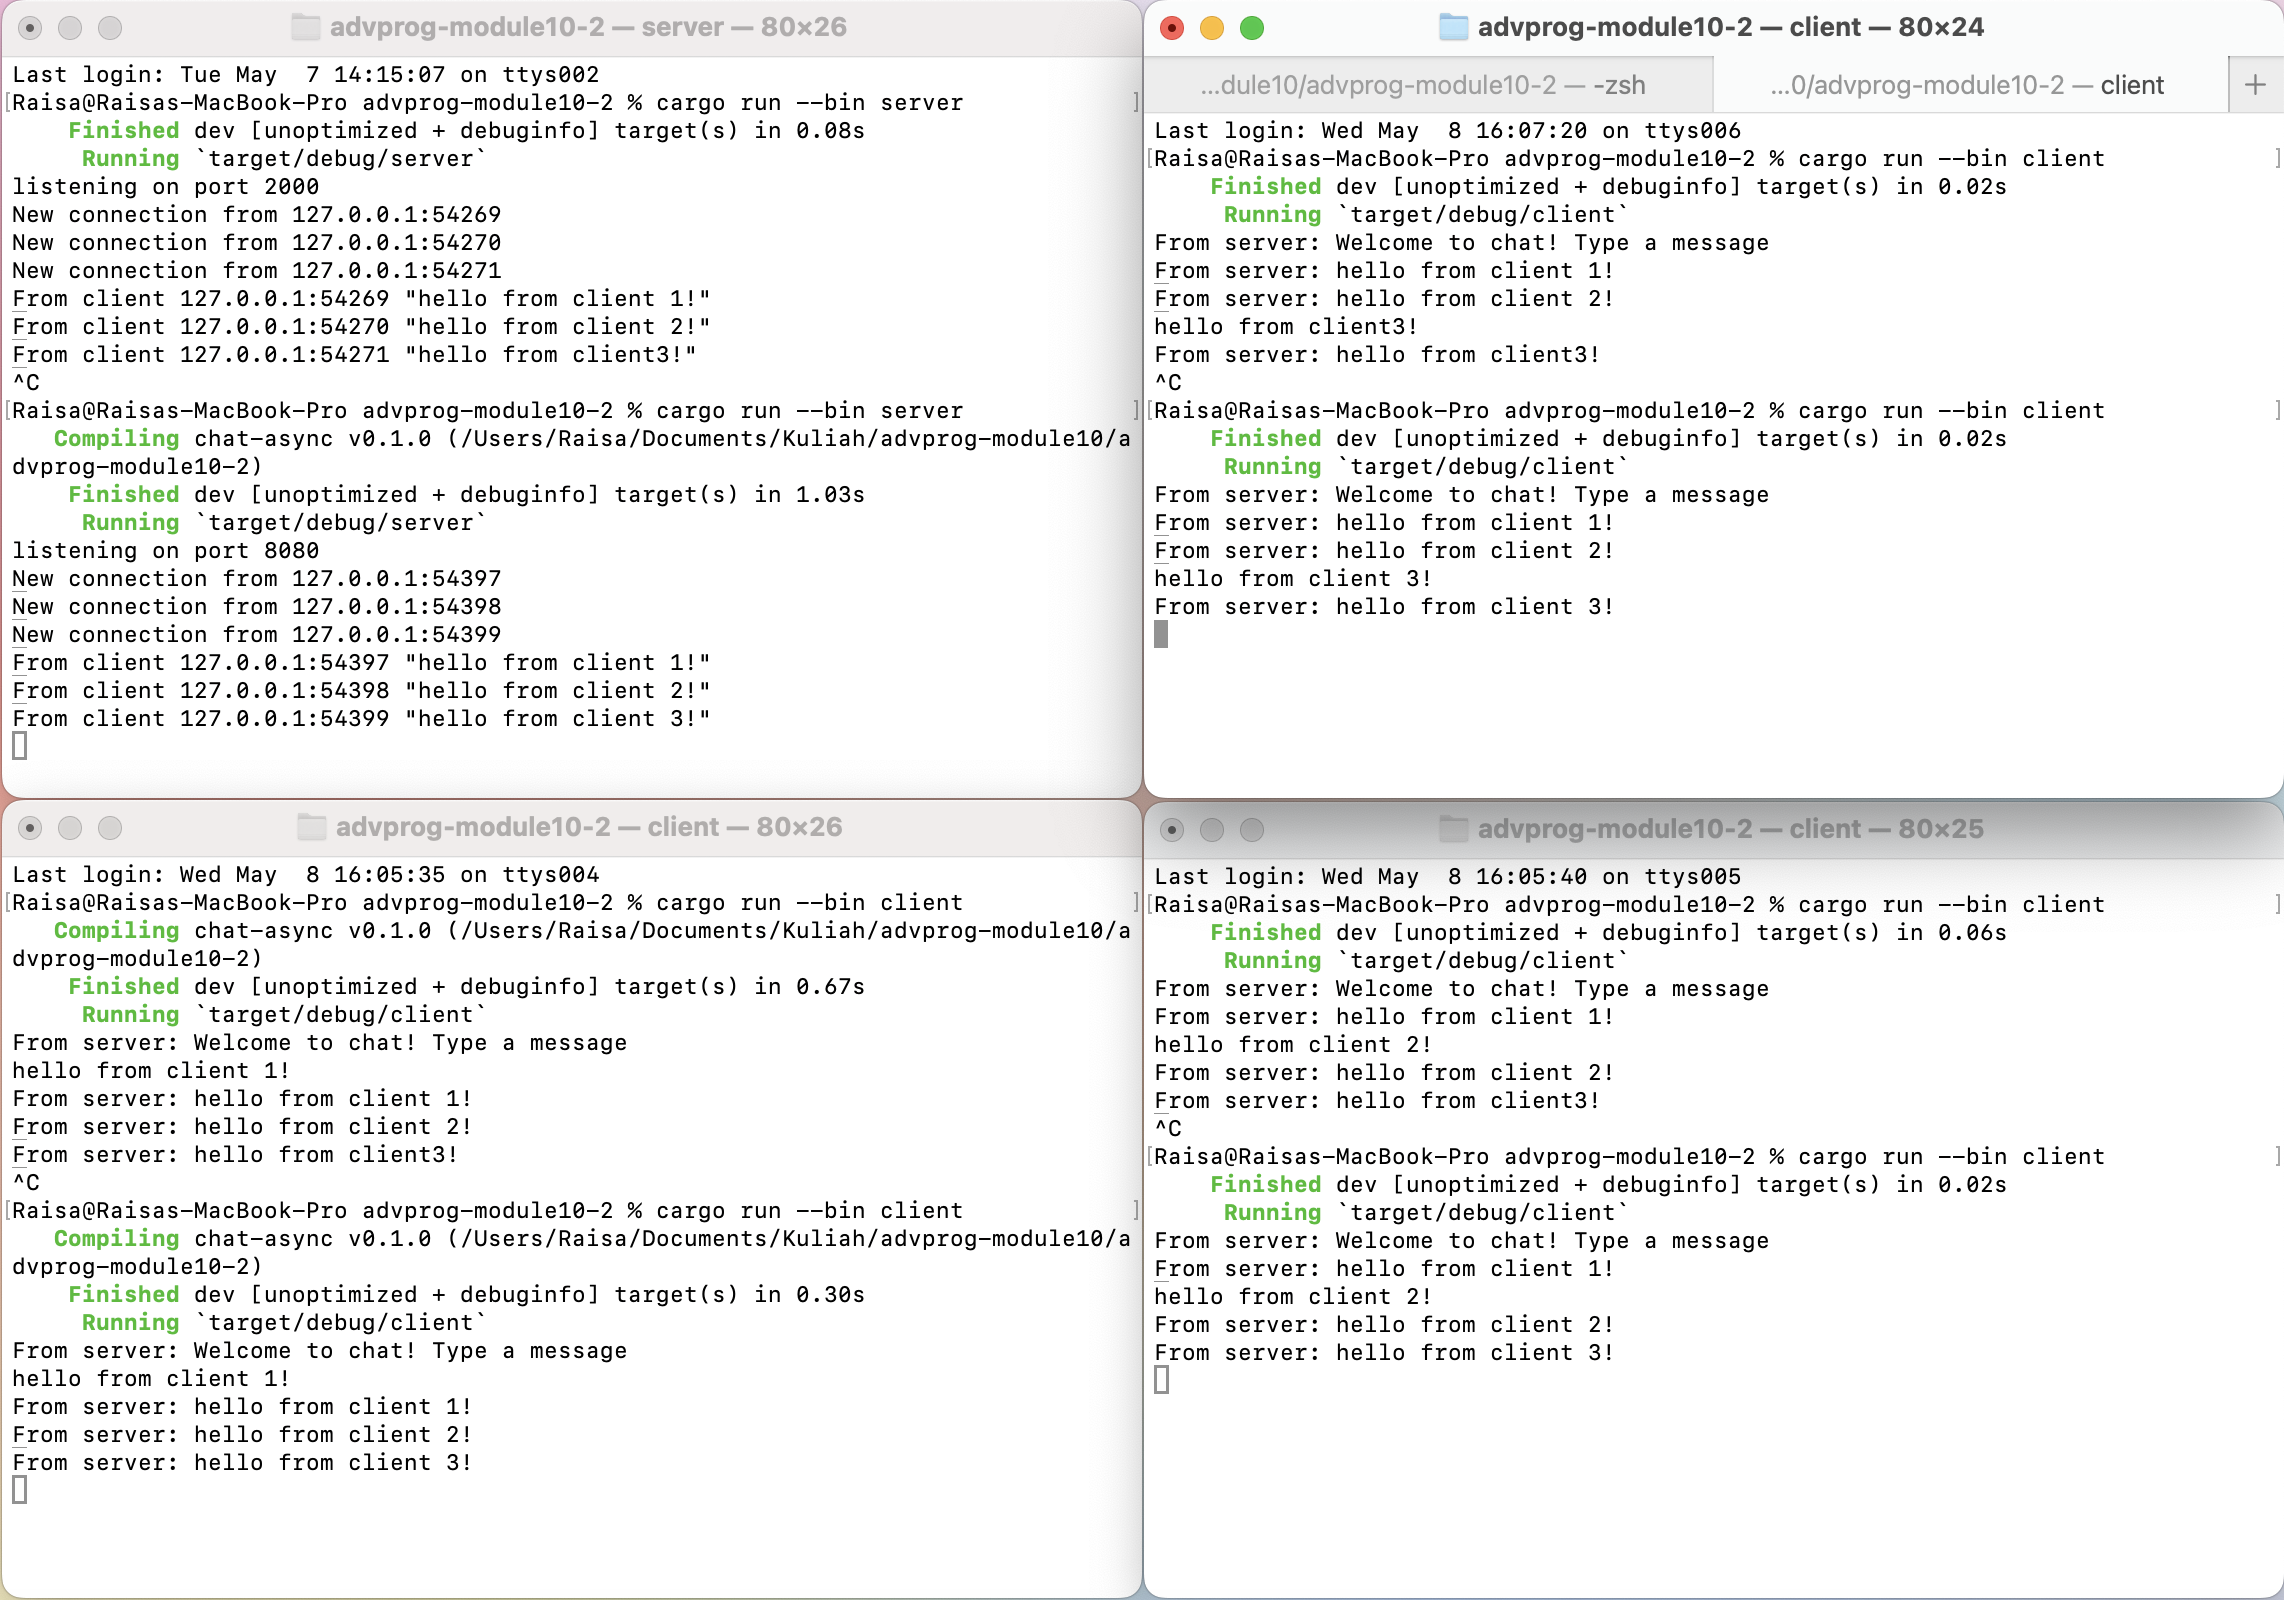 advprog-module10-2 — server — 80×26
Last login: Tue May  7 14:15:07 on ttys002
[Raisa@Raisas-MacBook-Pro advprog-module10-2 % cargo run --bin server ]
Finished dev [unoptimized + debuginfo] target(s) in 0.08s
Running `target/debug/server`
listening on port 2000
New connection from 127.0.0.1:54269
New connection from 127.0.0.1:54270
New connection from 127.0.0.1:54271
From client 127.0.0.1:54269 "hello from client 1!"
From client 127.0.0.1:54270 "hello from client 2!"
From client 127.0.0.1:54271 "hello from client3!"
^C
[Raisa@Raisas-MacBook-Pro advprog-module10-2 % cargo run --bin server ]
Compiling chat-async v0.1.0 (/Users/Raisa/Documents/Kuliah/advprog-module10/a
dvprog-module10-2)
Finished dev [unoptimized + debuginfo] target(s) in 1.03s
Running `target/debug/server`
listening on port 8080
New connection from 127.0.0.1:54397
New connection from 127.0.0.1:54398
New connection from 127.0.0.1:54399
From client 127.0.0.1:54397 "hello from client 1!"
From client 127.0.0.1:54398 "hello from client 2!"
From client 127.0.0.1:54399 "hello from client 3!"
advprog-module10-2 — client — 80×24
...dule10/advprog-module10-2 — -zsh
...0/advprog-module10-2 — client
+
Last login: Wed May  8 16:07:20 on ttys006
[Raisa@Raisas-MacBook-Pro advprog-module10-2 % cargo run --bin client ]
Finished dev [unoptimized + debuginfo] target(s) in 0.02s
Running `target/debug/client`
From server: Welcome to chat! Type a message
From server: hello from client 1!
From server: hello from client 2!
hello from client3!
From server: hello from client3!
^C
[Raisa@Raisas-MacBook-Pro advprog-module10-2 % cargo run --bin client ]
Finished dev [unoptimized + debuginfo] target(s) in 0.02s
Running `target/debug/client`
From server: Welcome to chat! Type a message
From server: hello from client 1!
From server: hello from client 2!
hello from client 3!
From server: hello from client 3!
advprog-module10-2 — client — 80×26
Last login: Wed May  8 16:05:35 on ttys004
[Raisa@Raisas-MacBook-Pro advprog-module10-2 % cargo run --bin client ]
Compiling chat-async v0.1.0 (/Users/Raisa/Documents/Kuliah/advprog-module10/a
dvprog-module10-2)
Finished dev [unoptimized + debuginfo] target(s) in 0.67s
Running `target/debug/client`
From server: Welcome to chat! Type a message
hello from client 1!
From server: hello from client 1!
From server: hello from client 2!
From server: hello from client3!
^C
[Raisa@Raisas-MacBook-Pro advprog-module10-2 % cargo run --bin client ]
Compiling chat-async v0.1.0 (/Users/Raisa/Documents/Kuliah/advprog-module10/a
dvprog-module10-2)
Finished dev [unoptimized + debuginfo] target(s) in 0.30s
Running `target/debug/client`
From server: Welcome to chat! Type a message
hello from client 1!
From server: hello from client 1!
From server: hello from client 2!
From server: hello from client 3!
advprog-module10-2 — client — 80×25
Last login: Wed May  8 16:05:40 on ttys005
[Raisa@Raisas-MacBook-Pro advprog-module10-2 % cargo run --bin client ]
Finished dev [unoptimized + debuginfo] target(s) in 0.06s
Running `target/debug/client`
From server: Welcome to chat! Type a message
From server: hello from client 1!
hello from client 2!
From server: hello from client 2!
From server: hello from client3!
^C
[Raisa@Raisas-MacBook-Pro advprog-module10-2 % cargo run --bin client ]
Finished dev [unoptimized + debuginfo] target(s) in 0.02s
Running `target/debug/client`
From server: Welcome to chat! Type a message
From server: hello from client 1!
hello from client 2!
From server: hello from client 2!
From server: hello from client 3!